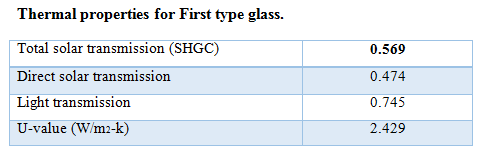 Thermal properties for First type glass.
Total solar transmission (SHGC) 0.569
Direct solar transmission 0.474
Light transmission 0.745
U-value (W/m2-k) 2.429